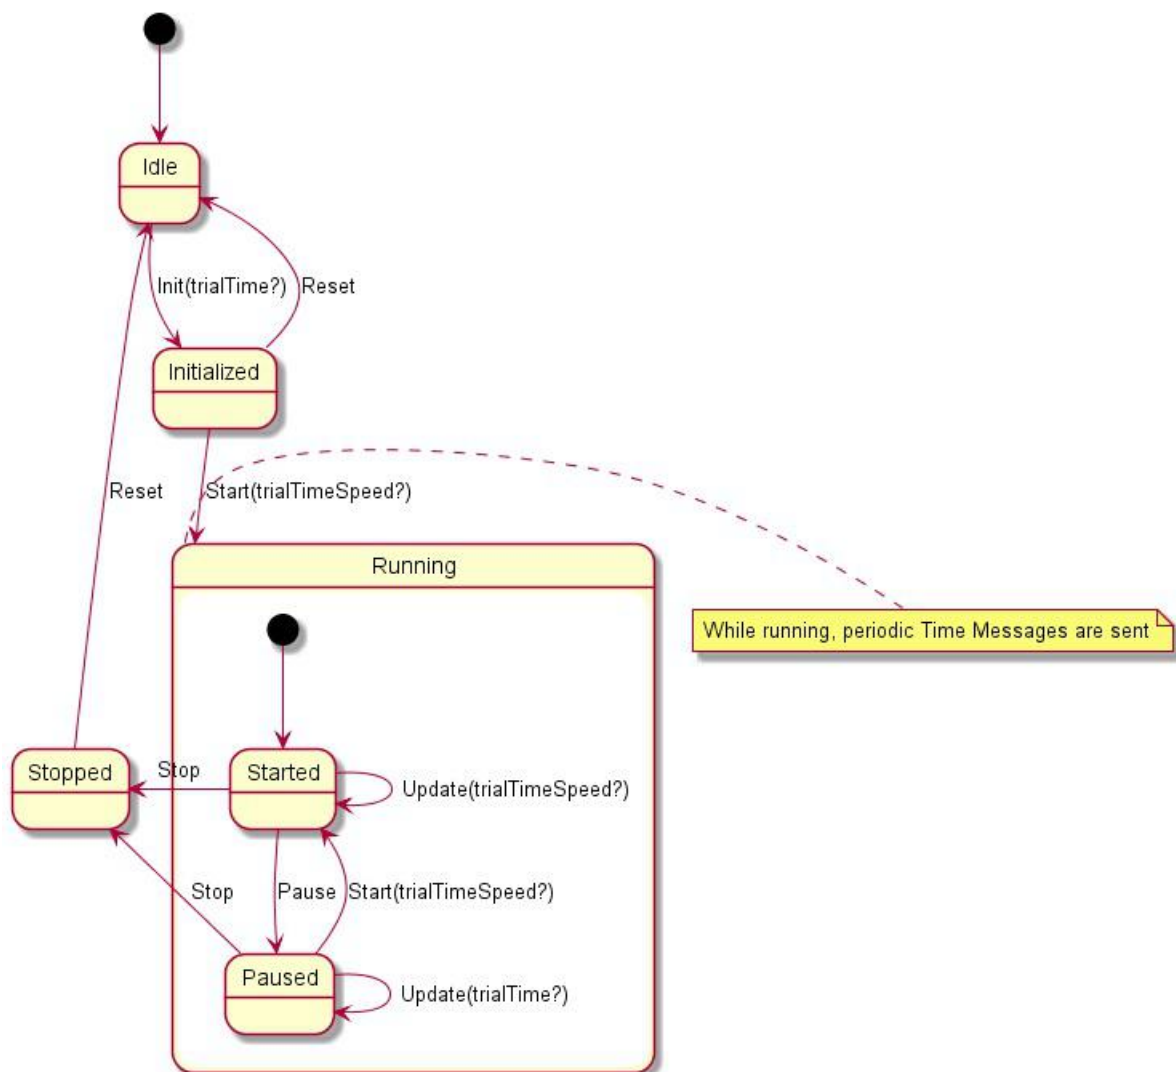 Idle
Init(trialTime?)
Reset
Initialized
Reset
Start(trialTimeSpeed?)
Running
While running, periodic Time Messages are sent
Stopped
Stop
Started
Update(trialTimeSpeed?)
Stop
Pause
Start(trialTimeSpeed?)
Paused
Update(trialTime?)